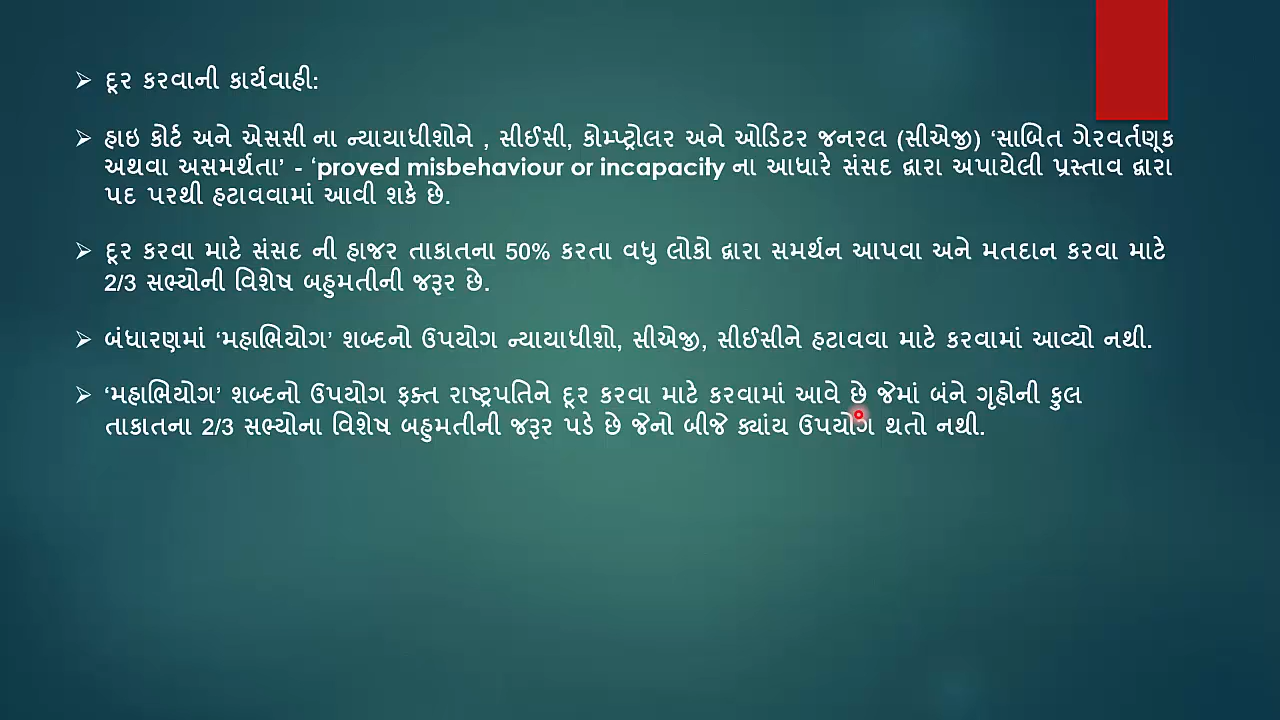 દૂર કરવાની કાર્યવાહી:
હાઇ કોર્ટ અને એસસી ના ન્યાયાધીશોને , સીઈસી, કોમ્પ્ટ્રોલર અને ઓડિટર જનરલ (સીએજી) ‘સાબિત ગેરવર્તણૂક
અથવા અસમર્થતા’ - ‘proved misbehaviour or incapacity ના આધારે સંસદ દ્વારા અપાયેલી પ્રસ્તાવ દ્વારા
પદ પરથી હટાવવામાં આવી શકે છે.
દૂર કરવા માટે સંસદ ની હાજર તાકાતના 50% કરતા વધુ લોકો દ્વારા સમર્થન આપવા અને મતદાન કરવા માટે
2/3 સભ્યોની વિશેષ બહુમતીની જરૂર છે.
બંધારણમાં ‘મહાભિયોગ’ શબ્દનો ઉપયોગ ન્યાયાધીશો, સીએજી, સીઈસીને હટાવવા માટે કરવામાં આવ્યો નથી.
‘મહાભિયોગ’ શબ્દનો ઉપયોગ ફક્ત રાષ્ટ્રપતિને દૂર કરવા માટે કરવામાં આવે છે જેમાં બંને ગૃહોની કુલ
તાકાતના 2/3 સભ્યોના વિશેષ બહુમતીની જરૂર પડે છે જેનો બીજે ક્યાંય ઉપયોગ થતો નથી.